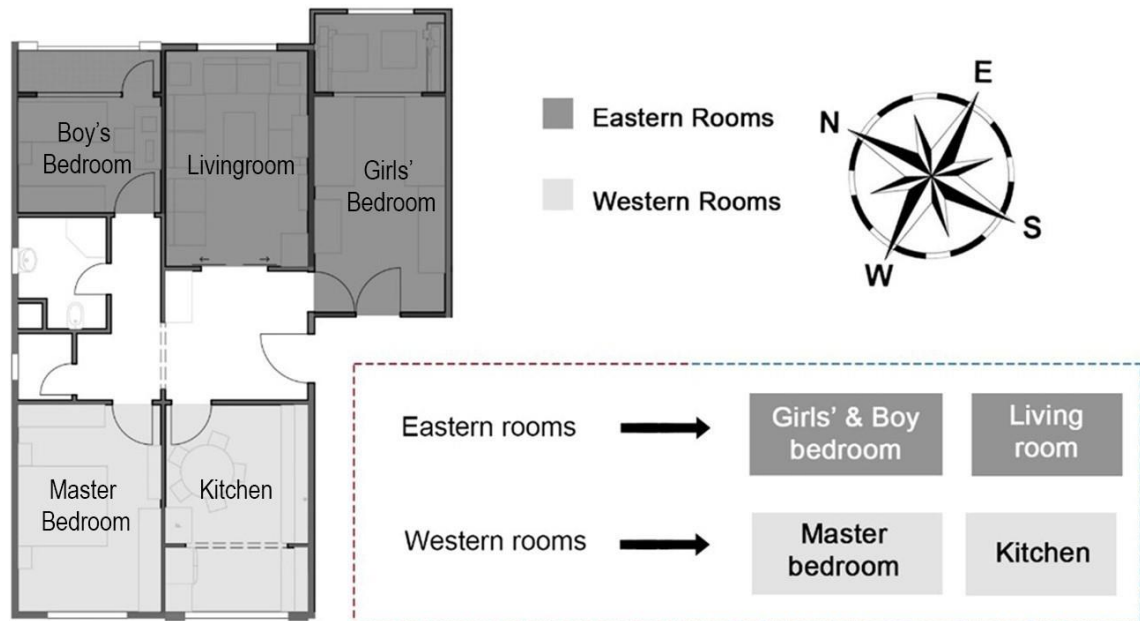 Boy's
Bedroom
Livingroom
Girls'
Bedroom
Master
Bedroom
Kitchen
Eastern Rooms
Western Rooms
E
N
S
W
Eastern rooms
Girls' & Boy
bedroom
Living
room
Western rooms
Master
bedroom
Kitchen